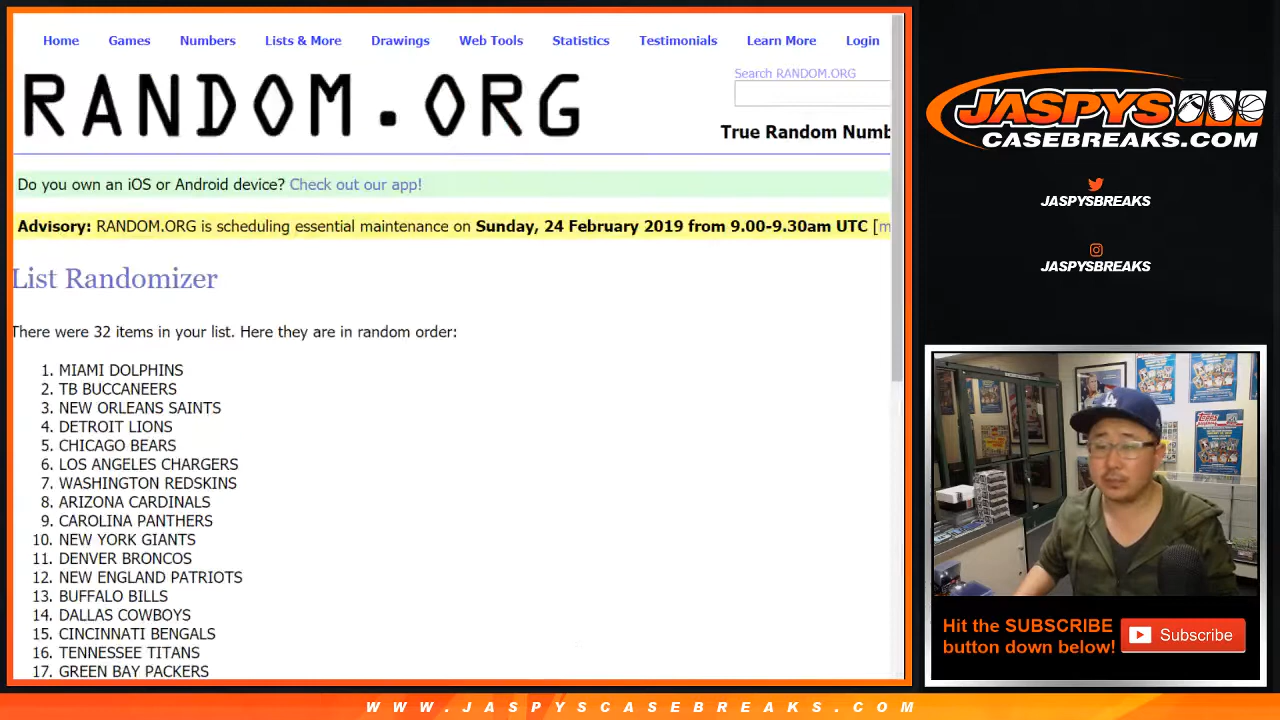 Home Games Numbers Lists & More Drawings Web Tools Statistics Testimonials Learn More Login
RANDOM.ORG
Search RANDOM.ORG
True Random Numb
Do you own an iOS or Android device? Check out our app!
Advisory: RANDOM.ORG is scheduling essential maintenance on Sunday, 24 February 2019 from 9.00-9.30am UTC [m
List Randomizer
There were 32 items in your list. Here they are in random order:
1. MIAMI DOLPHINS
2. TB BUCCANEERS
3. NEW ORLEANS SAINTS
4. DETROIT LIONS
5. CHICAGO BEARS
6. LOS ANGELES CHARGERS
7. WASHINGTON REDSKINS
8. ARIZONA CARDINALS
9. CAROLINA PANTHERS
10. NEW YORK GIANTS
11. DENVER BRONCOS
12. NEW ENGLAND PATRIOTS
13. BUFFALO BILLS
14. DALLAS COWBOYS
15. CINCINNATI BENGALS
16. TENNESSEE TITANS
17. GREEN BAY PACKERS
JASPYS
CASEBREAKS.COM
JASPYSBREAKS
JASPYSBREAKS
LA
Topps
Hit the SUBSCRIBE
button down below!
Subscribe
WWW.JASPYSCASEBREAKS.COM